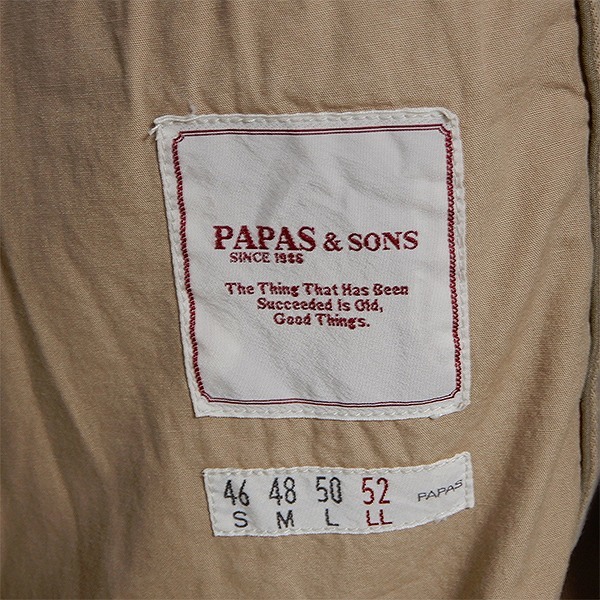 PAPAS & SONS
SINCE 1986
The Thing That Has Been
Succeeded is Old,
Good Things.
46 48 50 52 PAPAS
S M L LL